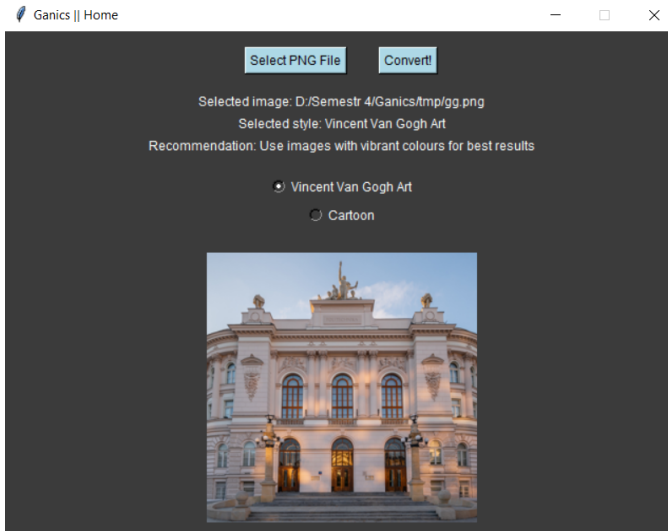 Ganics || Home
Select PNG File Convert!
Selected image: D:/Semestr 4/Ganics/tmp/gg.png
Selected style: Vincent Van Gogh Art
Recommendation: Use images with vibrant colours for best results
Vincent Van Gogh Art
Cartoon